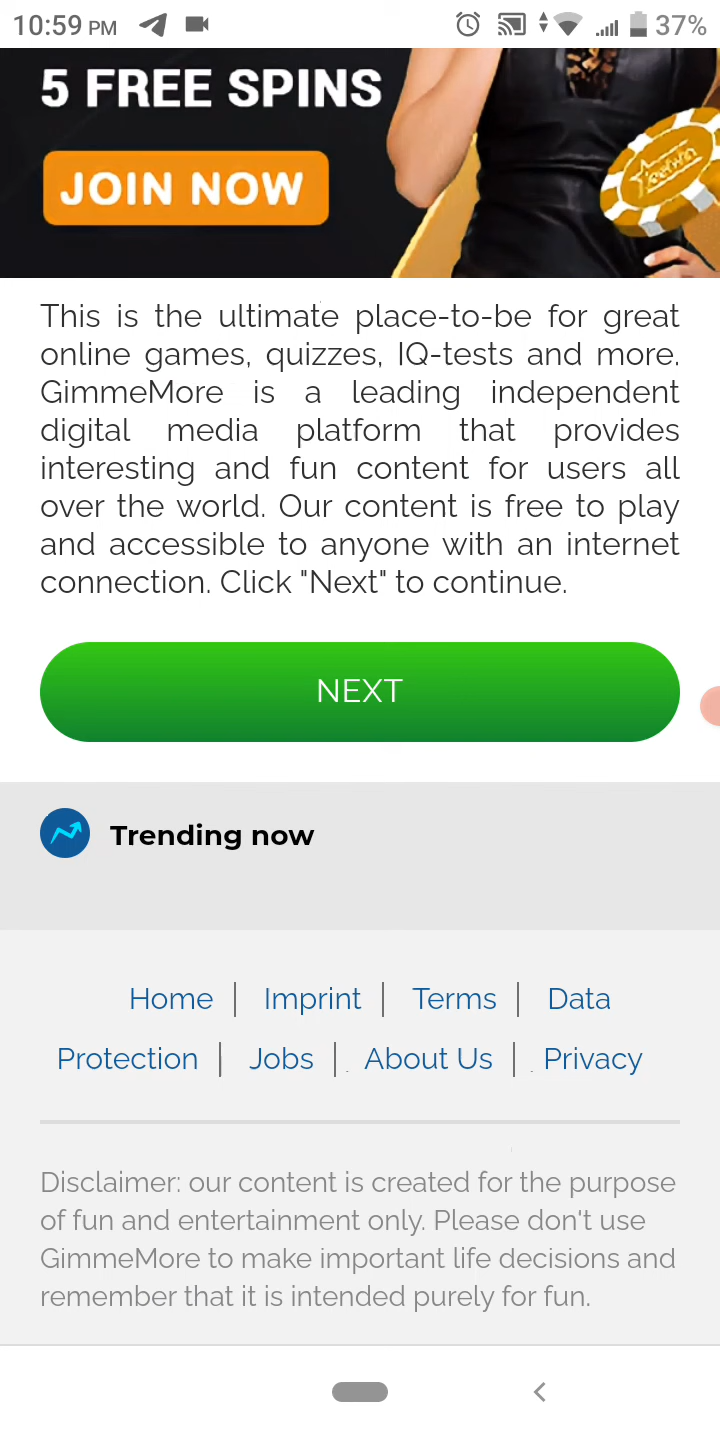 10:59 PM
37%
5 FREE SPINS
JOIN NOW
This is the ultimate place-to-be for great
online games, quizzes, IQ-tests and more.
GimmeMore is a leading independent
digital media platform that provides
interesting and fun content for users all
over the world. Our content is free to play
and accessible to anyone with an internet
connection. Click "Next" to continue.
NEXT
Trending now
Home | Imprint | Terms | Data
Protection | Jobs | About Us | Privacy
Disclaimer: our content is created for the purpose
of fun and entertainment only. Please don't use
GimmeMore to make important life decisions and
remember that it is intended purely for fun.